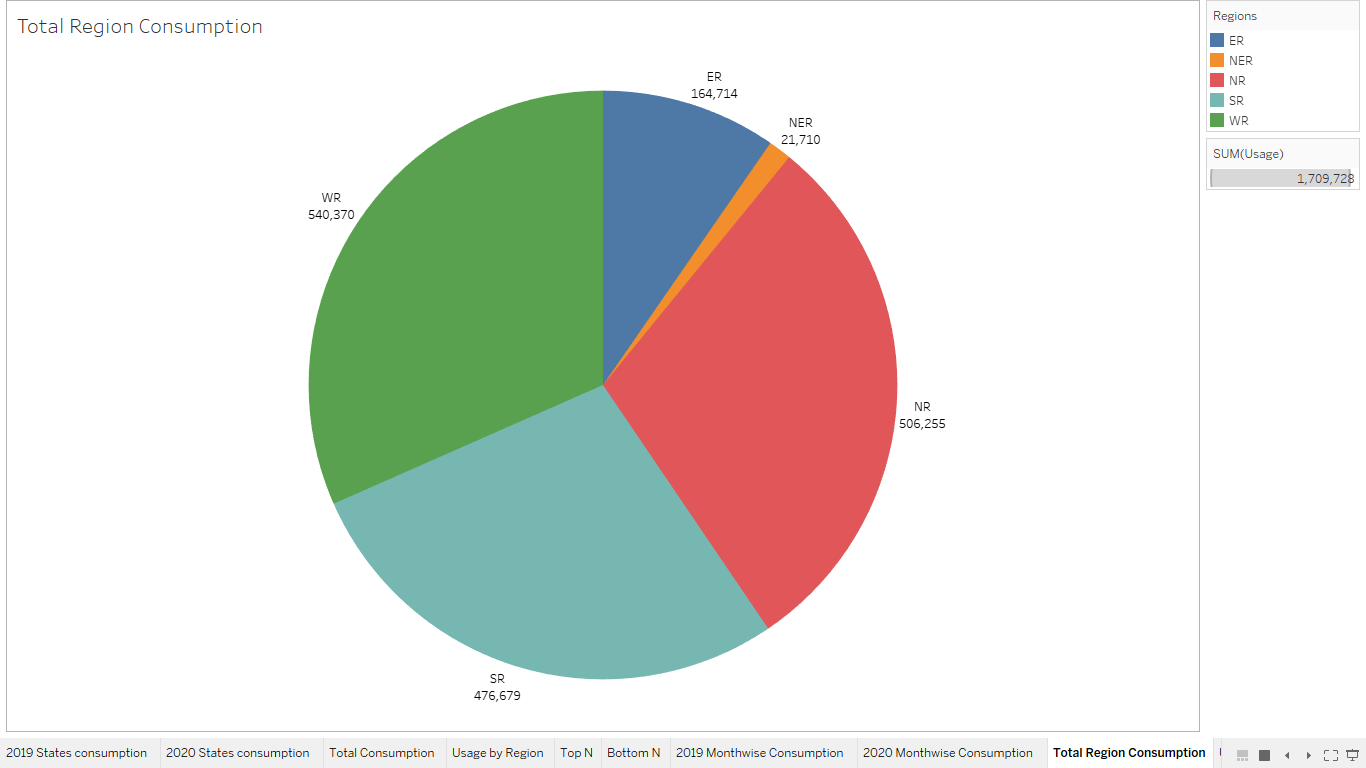 Total Region Consumption
ER
164,714
NER
21,710
WR
540,370
NR
506,255
SR
476,679
Regions
ER
NER
NR
SR
WR
SUM(Usage)
1,709,728
2019 States consumption
2020 States consumption
Total Consumption
Usage by Region
Top N
Bottom N
2019 Monthwise Consumption
2020 Monthwise Consumption
Total Region Consumption